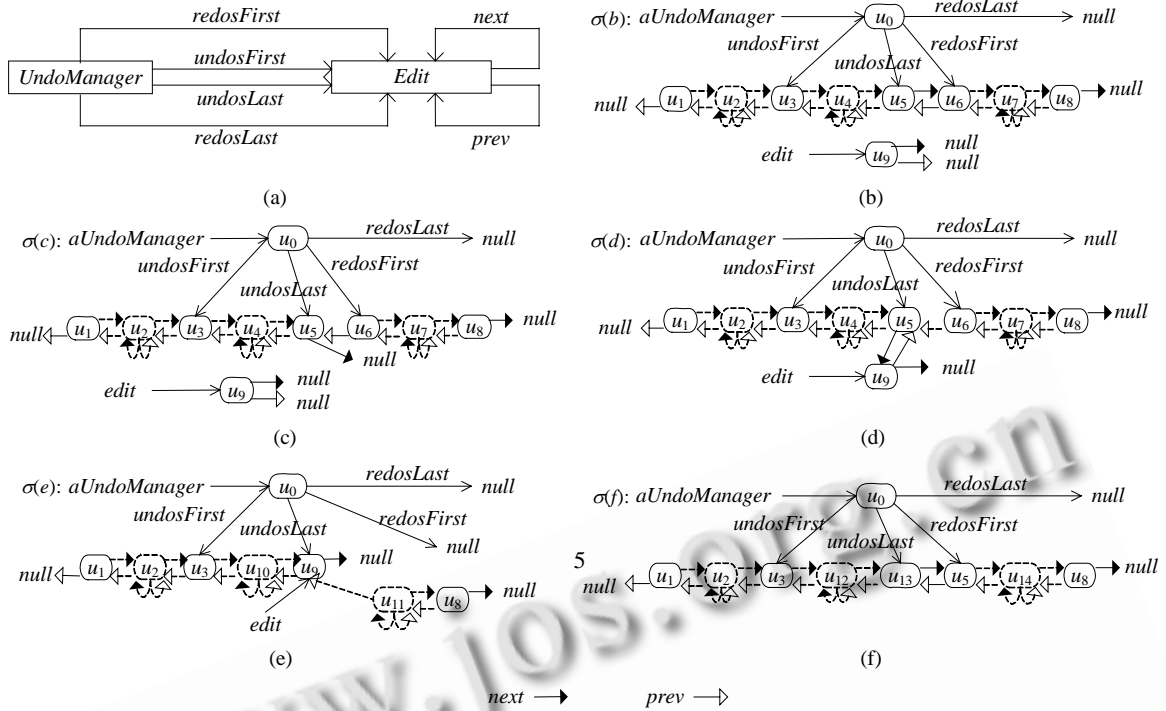 redosFirst
next
UndoManager
undosFirst
Edit
undosLast
redosLast
prev
(a)
σ(b): aUndoManager
u0
redosLast
null
undosFirst
undosLast
redosFirst
null
u1
u2
u3
u4
u5
u6
u7
u8
null
edit
u9
null
null
(b)
σ(c): aUndoManager
u0
redosLast
null
undosFirst
undosLast
redosFirst
null
u1
u2
u3
u4
u5
u6
u7
u8
null
null
edit
u9
null
null
(c)
σ(d): aUndoManager
u0
redosLast
null
undosFirst
undosLast
redosFirst
null
u1
u2
u3
u4
u5
u6
u7
u8
null
edit
u9
null
(d)
σ(e): aUndoManager
u0
redosLast
null
undosFirst
undosLast
redosFirst
null
null
u1
u2
u3
u10
u9
null
edit
u11
u8
null
(e)
5
σ(f): aUndoManager
u0
redosLast
null
undosFirst
undosLast
redosFirst
null
u1
u2
u3
u12
u13
u5
u14
u8
null
(f)
next
prev
www.jos.org.cn